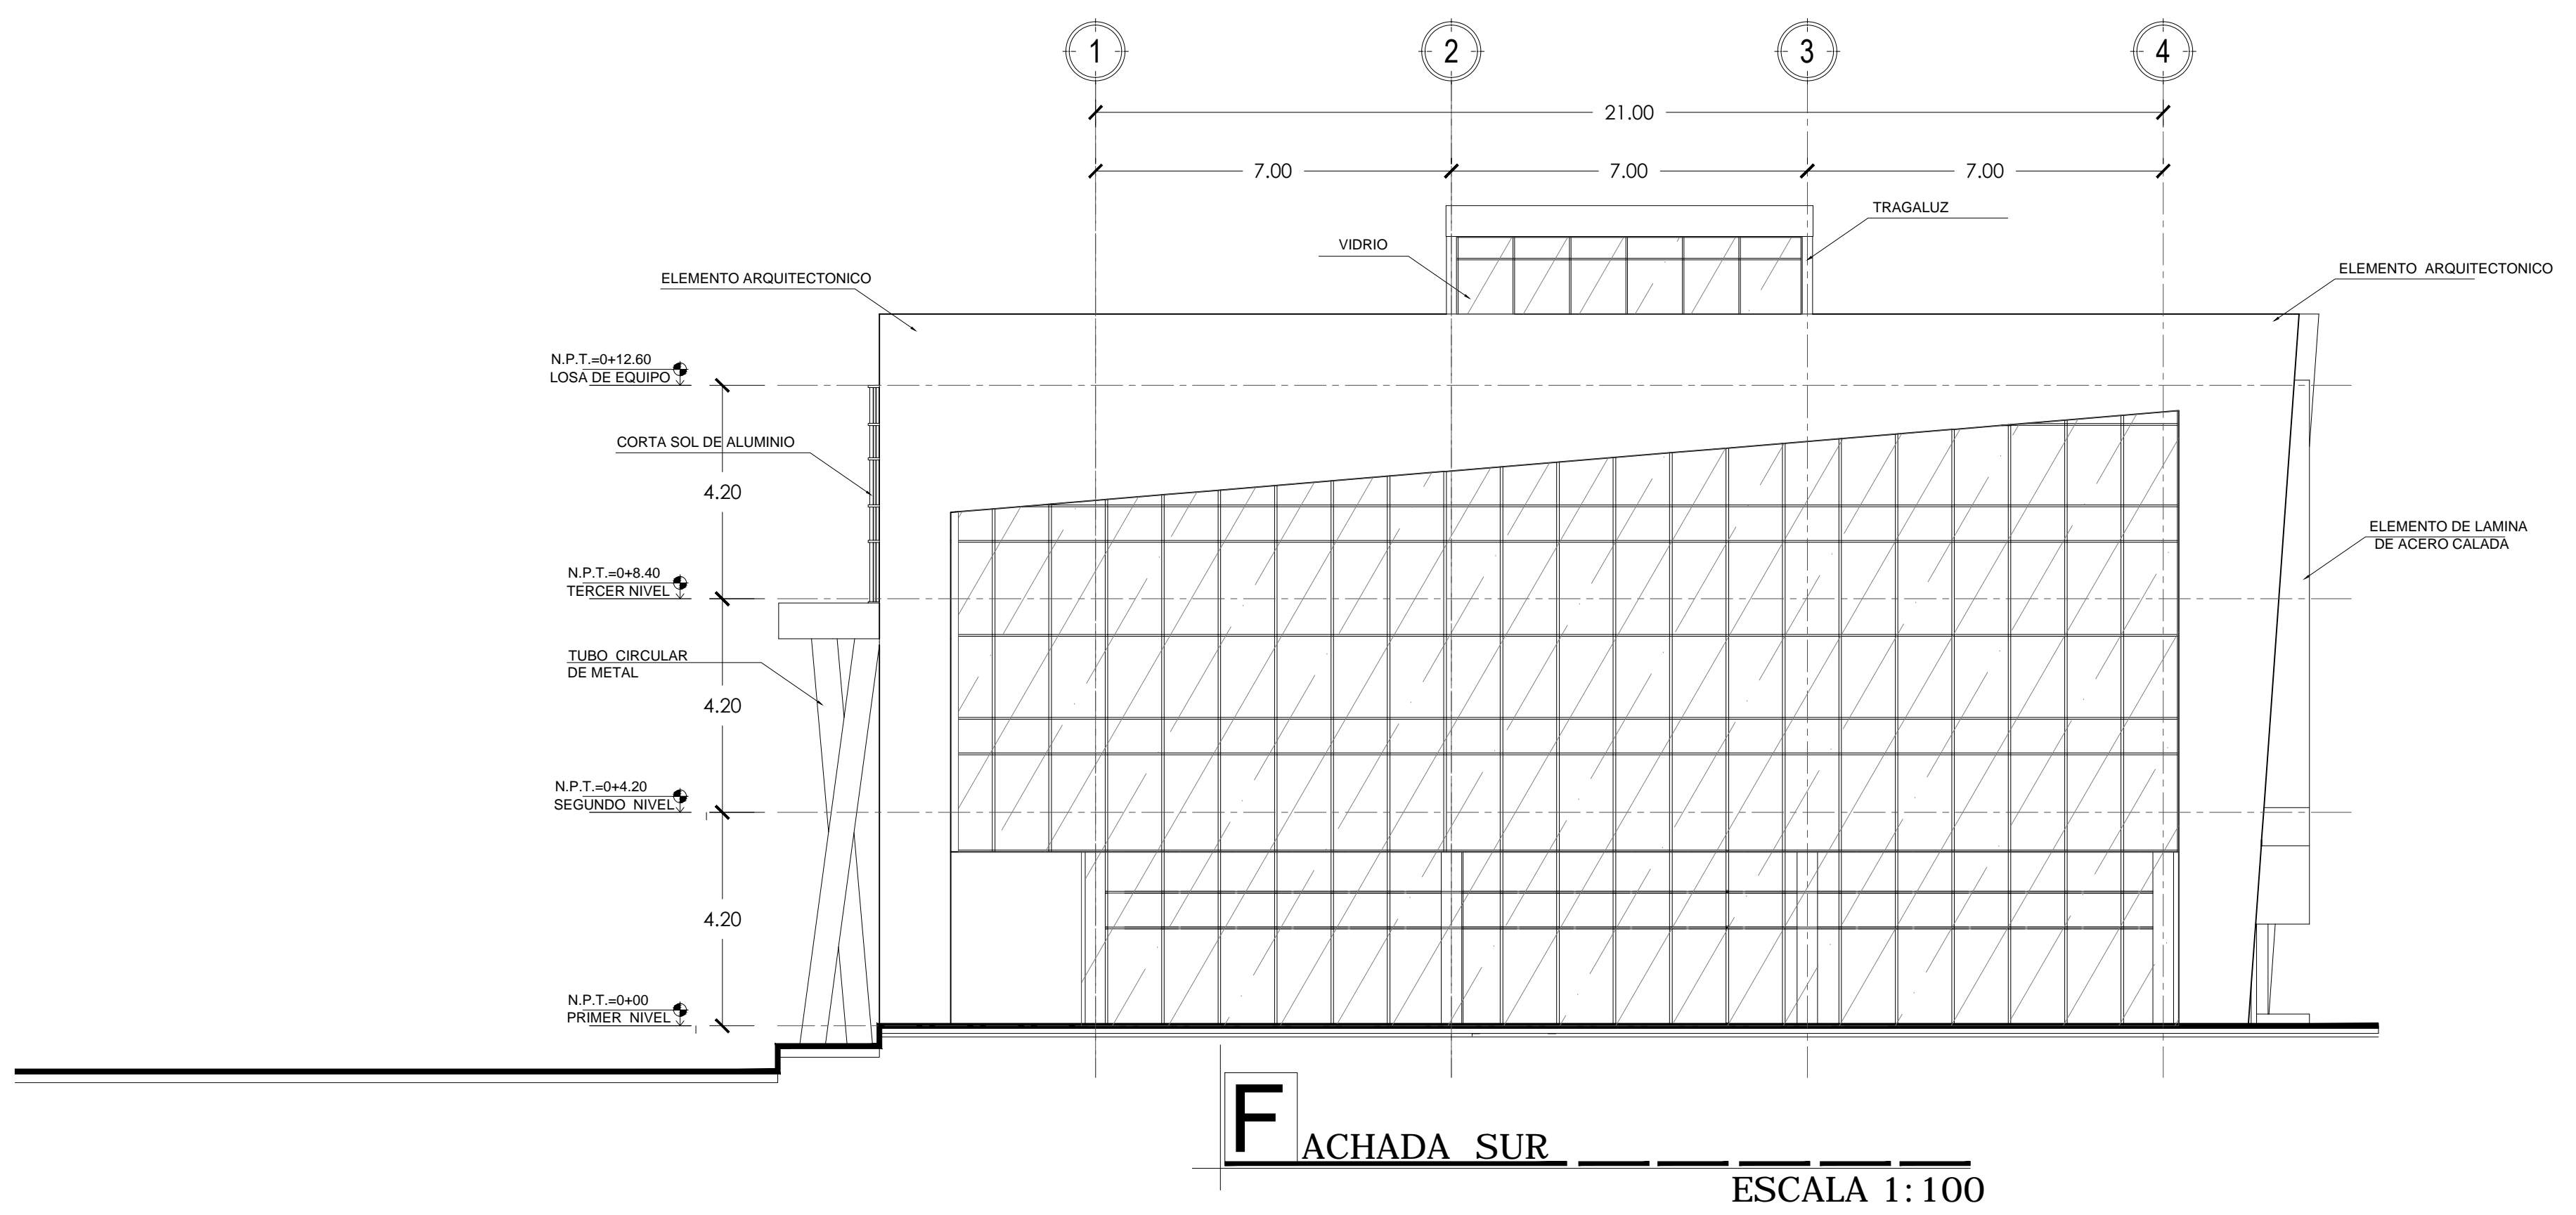 1 2 3 4
21.00
7.00 7.00 7.00
TRAGALUZ
VIDRIO
ELEMENTO ARQUITECTONICO
ELEMENTO ARQUITECTONICO
N.P.T.=0+12.60
LOSA DE EQUIPO
CORTA SOL DE ALUMINIO
4.20
ELEMENTO DE LAMINA
DE ACERO CALADA
N.P.T.=0+8.40
TERCER NIVEL
TUBO CIRCULAR
DE METAL
4.20
N.P.T.=0+4.20
SEGUNDO NIVEL
4.20
N.P.T.=0+00
PRIMER NIVEL
FACHADA SUR
ESCALA 1:100